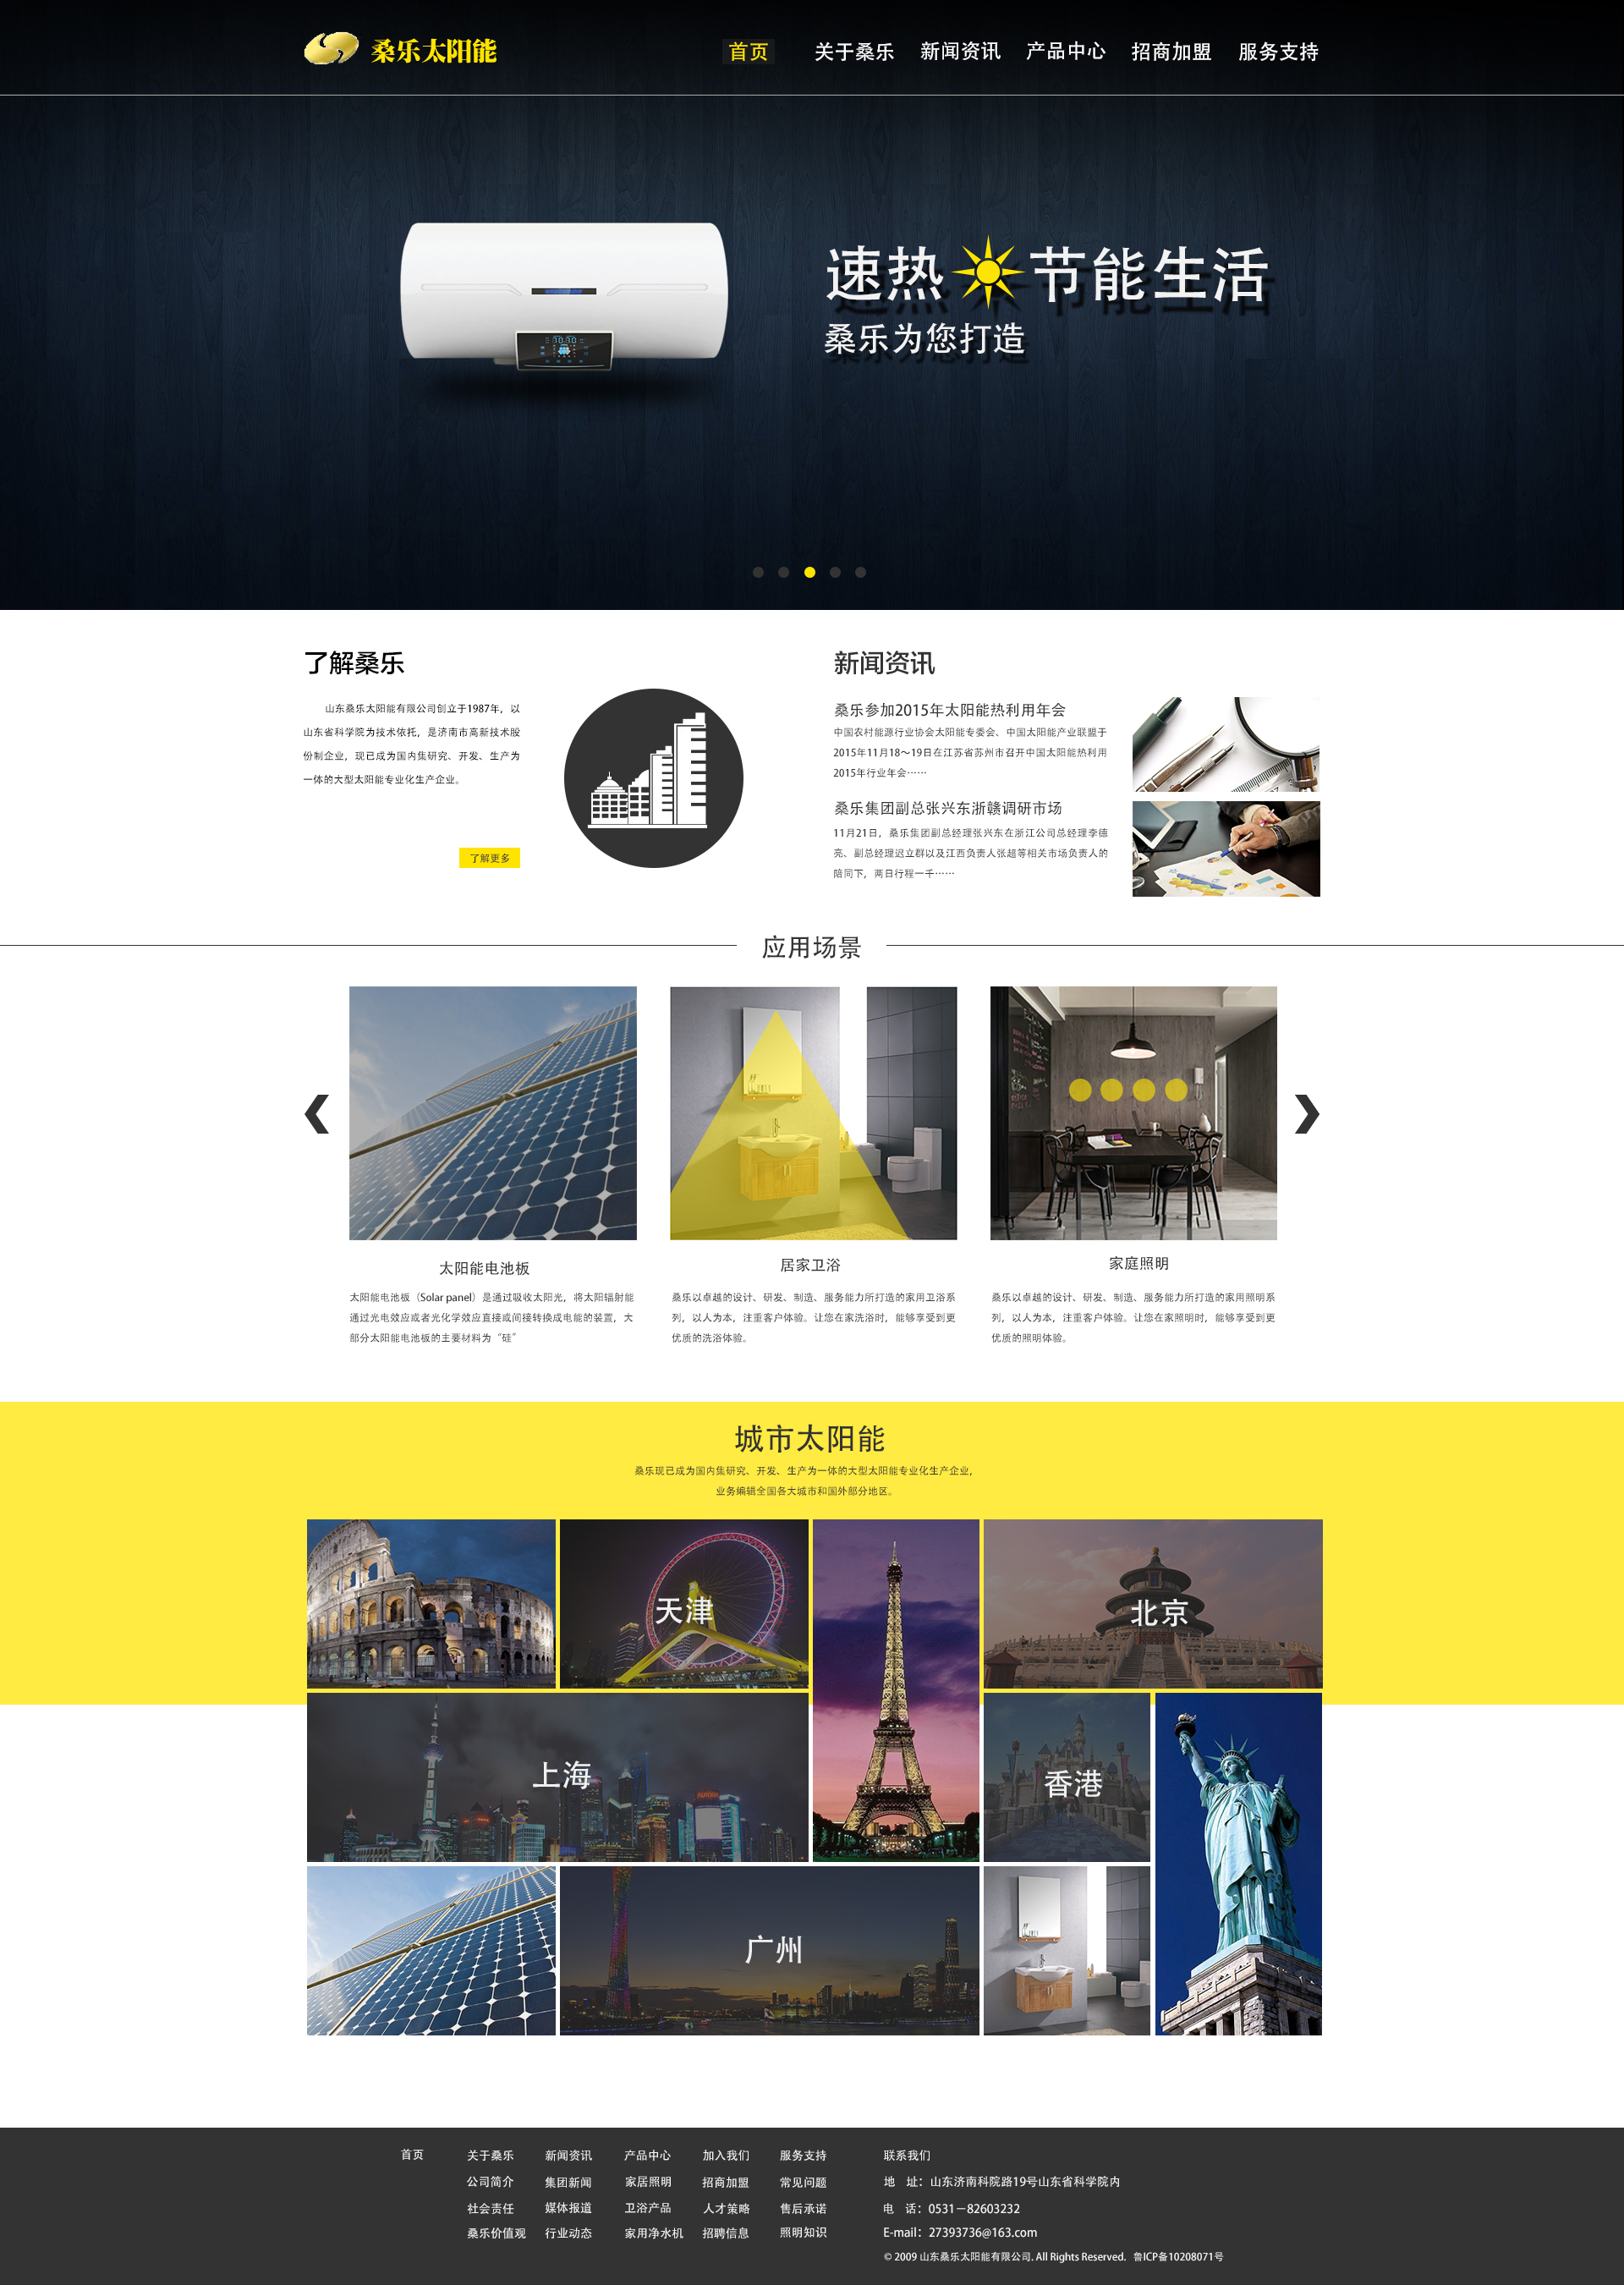 桑乐太阳能
首页 关于桑乐 新闻资讯 产品中心 招商加盟 服务支持
速热 节能生活
桑乐为您打造
了解桑乐
山东桑乐太阳能有限公司创立于1987年，以
山东省科学院为技术依托，是济南市高新技术股
份制企业，现已成为国内集研究、开发、生产为
一体的大型太阳能专业化生产企业。
了解更多
新闻资讯
桑乐参加2015年太阳能热利用年会
中国农村能源行业协会太阳能专委会、中国太阳能产业联盟于
2015年11月18～19日在江苏省苏州市召开中国太阳能热利用
2015年行业年会……
桑乐集团副总张兴东浙赣调研市场
11月21日，桑乐集团副总经理张兴东在浙江公司总经理李德
亮、副总经理迟立群以及江西负责人张超等相关市场负责人的
陪同下，两日行程一千……
应用场景
太阳能电池板
太阳能电池板（Solar panel）是通过吸收太阳光，将太阳辐射能
通过光电效应或者光化学效应直接或间接转换成电能的装置，大
部分太阳能电池板的主要材料为“硅”
居家卫浴
桑乐以卓越的设计、研发、制造、服务能力所打造的家用卫浴系
列，以人为本，注重客户体验。让您在家洗浴时，能够享受到更
优质的洗浴体验。
家庭照明
桑乐以卓越的设计、研发、制造、服务能力所打造的家用照明系
列，以人为本，注重客户体验。让您在家照明时，能够享受到更
优质的照明体验。
城市太阳能
桑乐现已成为国内集研究、开发、生产为一体的大型太阳能专业化生产企业，
业务编辑全国各大城市和国外部分地区。
天津
北京
上海
香港
广州
首页 关于桑乐 新闻资讯 产品中心 加入我们 服务支持 联系我们
公司简介 集团新闻 家居照明 招商加盟 常见问题 地 址：山东济南科院路19号山东省科学院内
社会责任 媒体报道 卫浴产品 人才策略 售后承诺 电 话：0531－82603232
桑乐价值观 行业动态 家用净水机 招聘信息 照明知识 E-mail：27393736@163.com
© 2009 山东桑乐太阳能有限公司. All Rights Reserved. 鲁ICP备10208071号